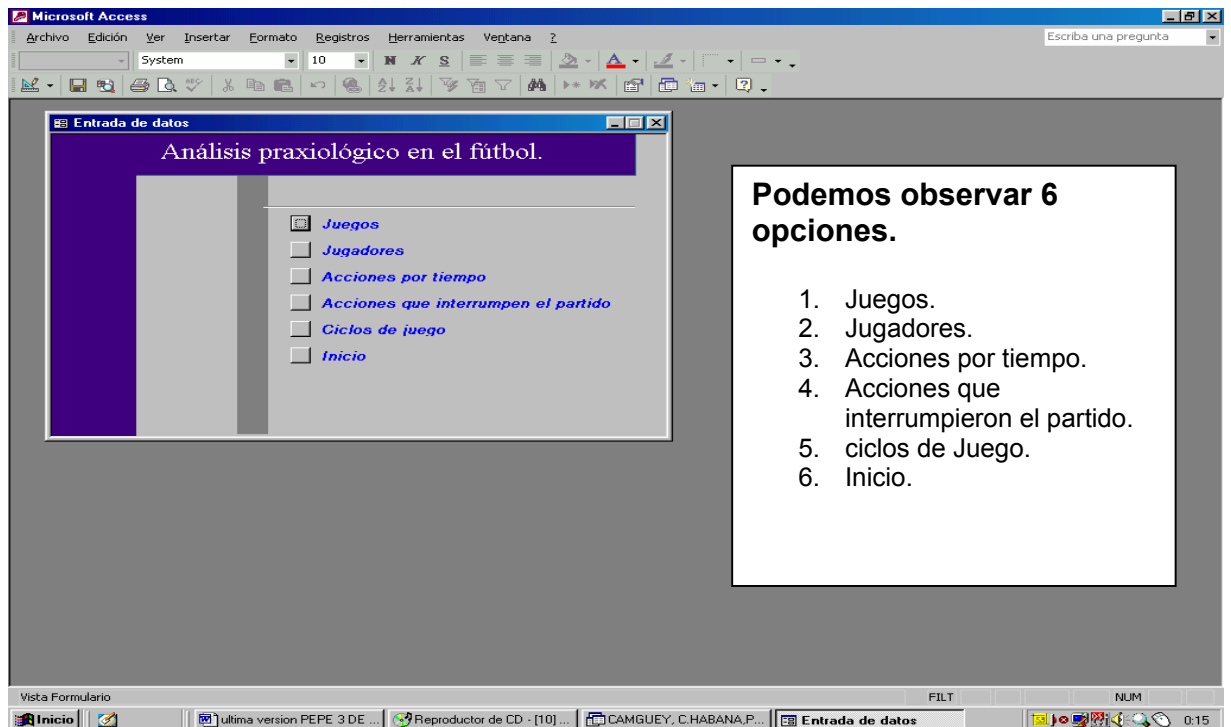 Microsoft Access
Archivo Edición Ver Insertar Formato Registros Herramientas Ventana ?
Escriba una pregunta
System 10 N K S
Entrada de datos
Análisis praxiológico en el fútbol.
Juegos
Jugadores
Acciones por tiempo
Acciones que interrumpen el partido
Ciclos de juego
Inicio
Podemos observar 6
opciones.
1. Juegos.
2. Jugadores.
3. Acciones por tiempo.
4. Acciones que
interrumpieron el partido.
5. ciclos de Juego.
6. Inicio.
Vista Formulario FILT NUM
Inicio ultima version PEPE 3 DE ... Reproductor de CD - [10] ... CAMGUEY, C.HABANA,P... Entrada de datos 0:15